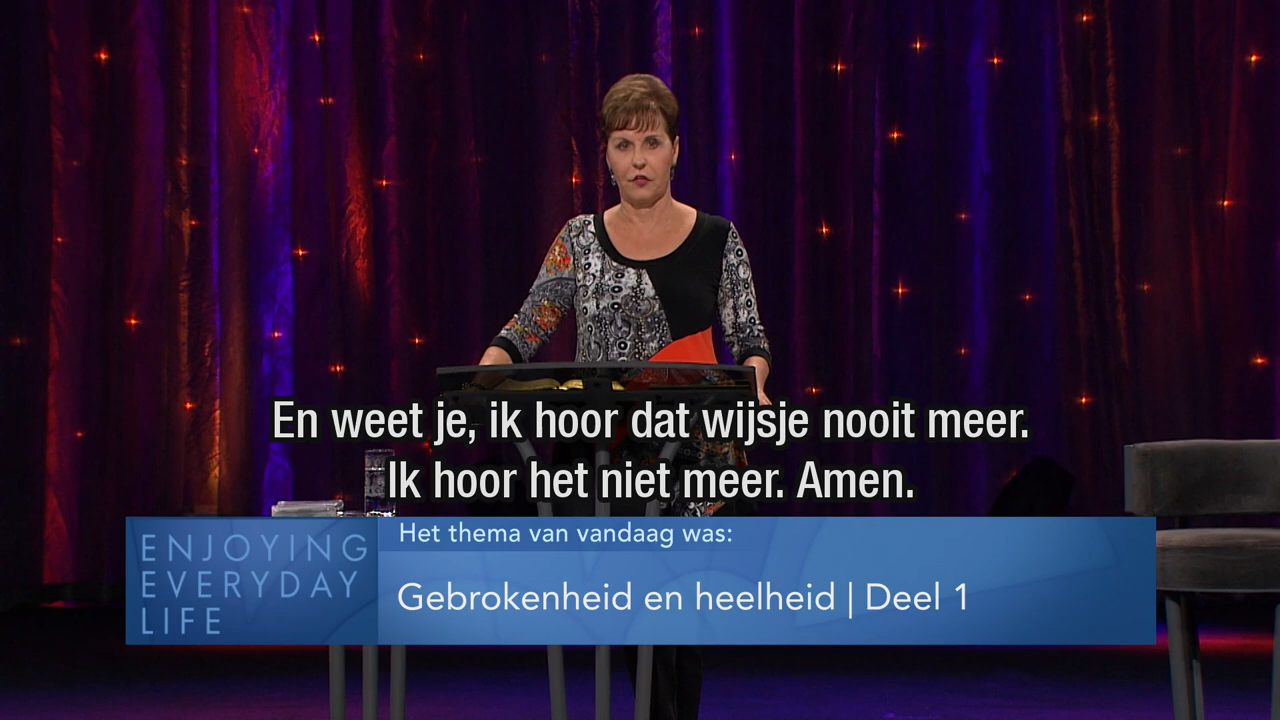 En weet je, ik hoor dat wijsje nooit meer.
Ik hoor het niet meer. Amen.
Het thema van vandaag was:
ENJOYING
EVERYDAY
LIFE
Gebrokenheid en heelheid | Deel 1